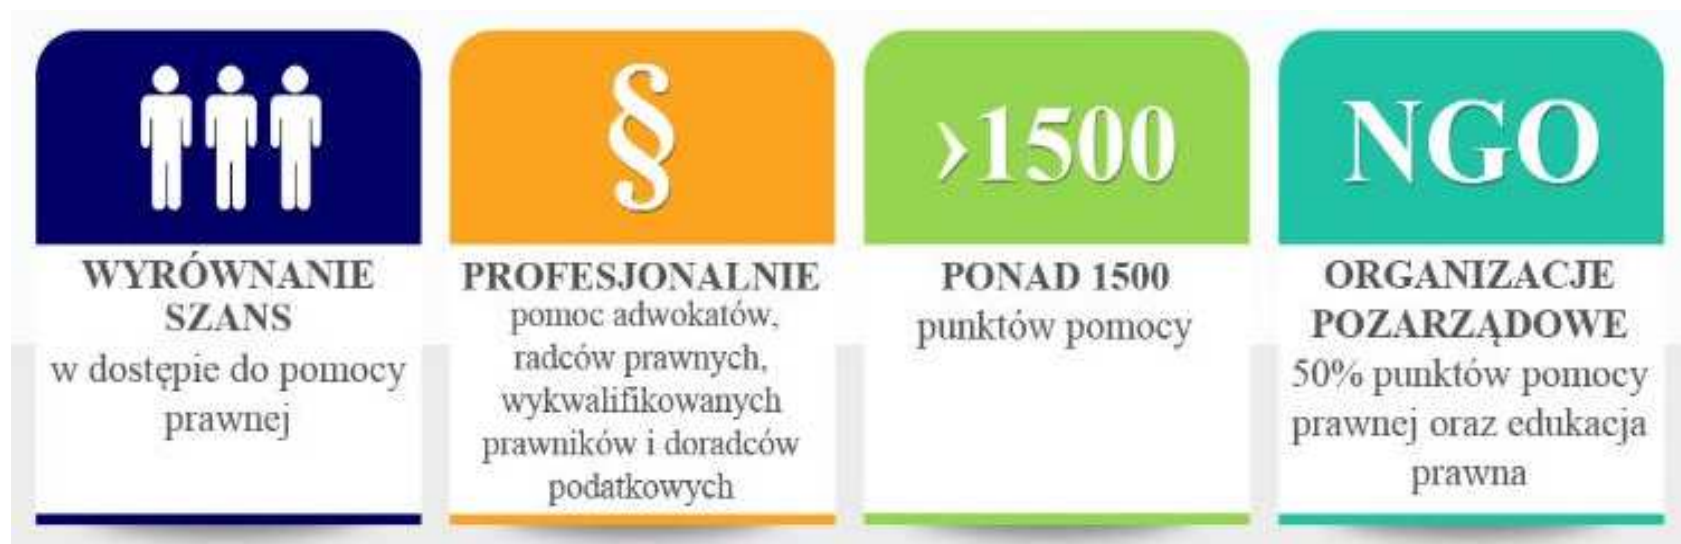 §
›1500
NGO
WYRÓWNANIE
SZANS
w dostępie do pomocy
prawnej
PROFESJONALNIE
pomoc adwokatów,
radców prawnych,
wykwalifikowanych
prawników i doradców
podatkowych
PONAD 1500
punktów pomocy
ORGANIZACJE
POZARZĄDOWE
50% punktów pomocy
prawnej oraz edukacja
prawna